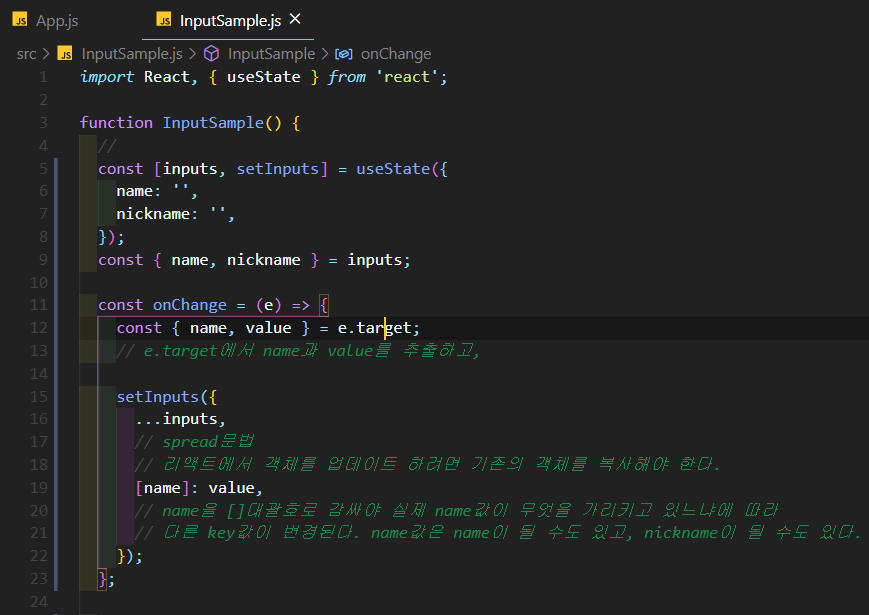 JS App.js JS InputSample.js ×
src > JS InputSample.js > InputSample > onChange
1 import React, { useState } from 'react';
2
3 function InputSample() {
4 //
5 const [inputs, setInputs] = useState({
6 name: '',
7 nickname: '',
8 });
9 const { name, nickname } = inputs;
10
11 const onChange = (e) => {
12 const { name, value } = e.target;
13 // e.target에서 name과 value를 추출하고,
14
15 setInputs({
16 ...inputs,
17 // spread문법
18 // 리액트에서 객체를 업데이트 하려면 기존의 객체를 복사해야 한다.
19 [name]: value,
20 // name을 []대괄호로 감싸야 실제 name값이 무엇을 가리키고 있느냐에 따라
21 // 다른 key값이 변경된다. name값은 name이 될 수도 있고, nickname이 될 수도 있다.
22 });
23 };
24